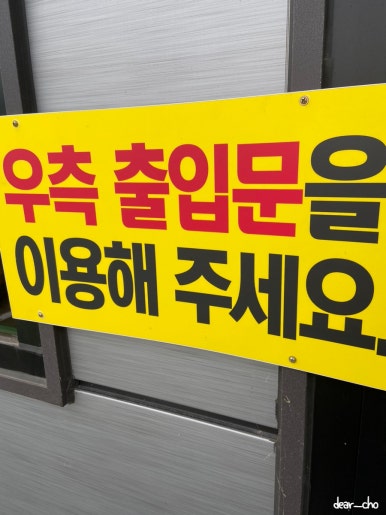 우측 출입문을
이용해 주세요.
dear_cho